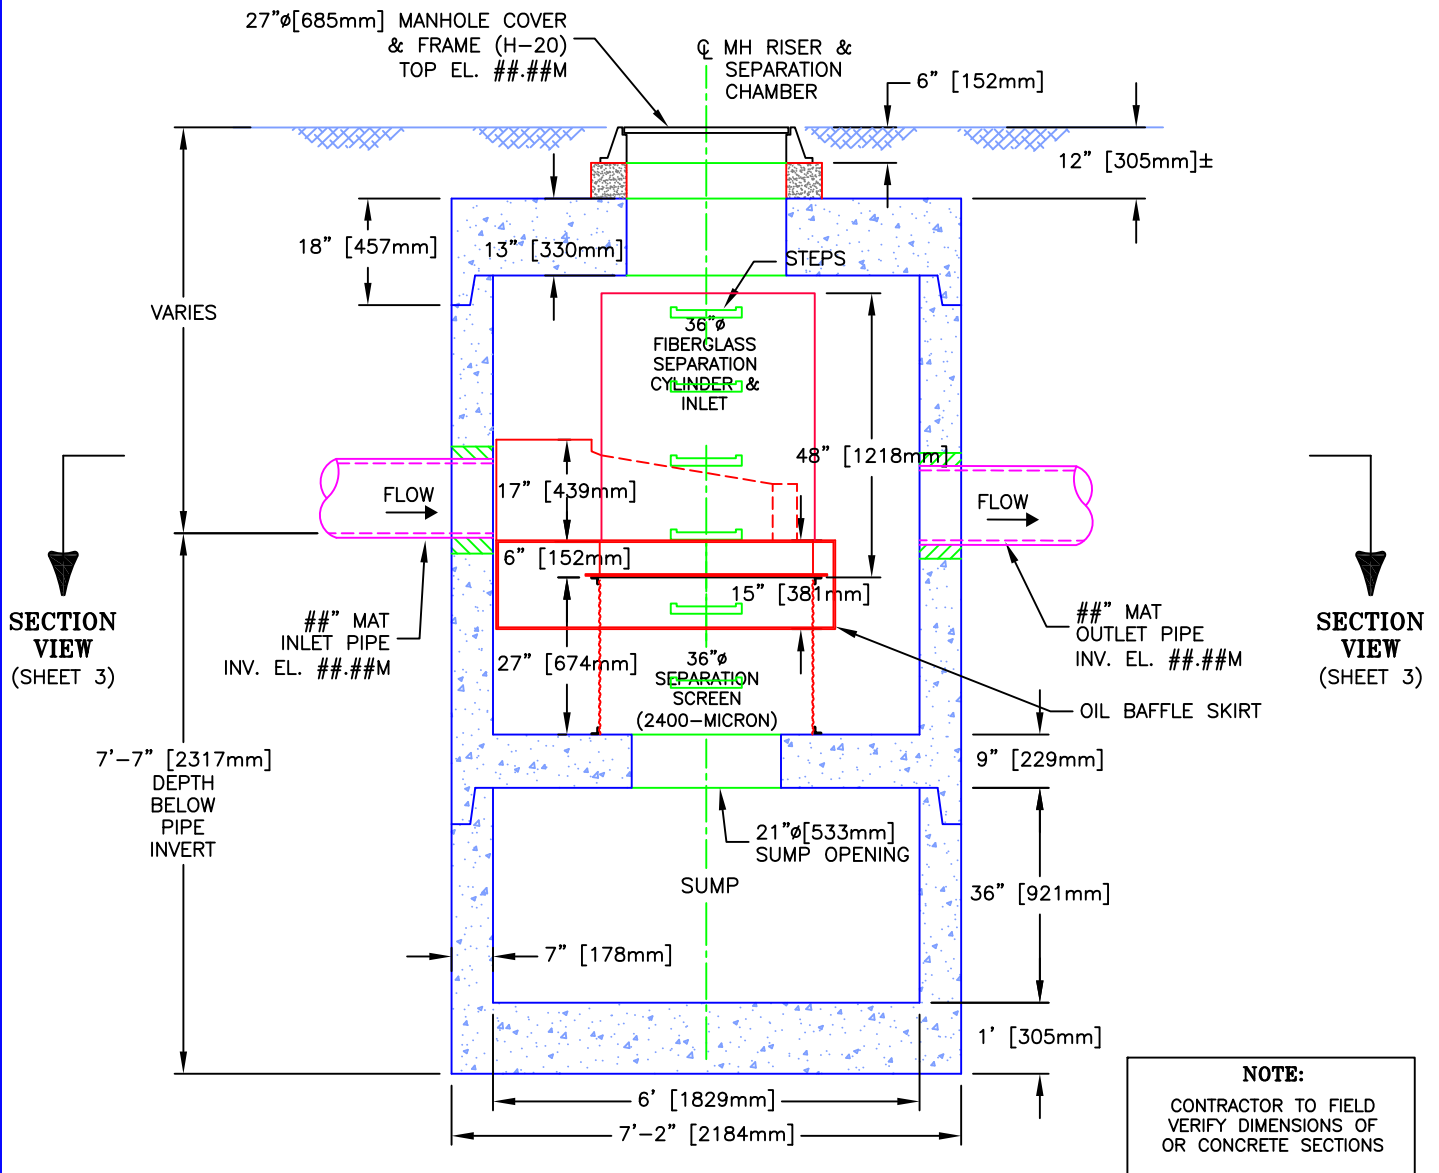 27"ø[685mm] MANHOLE COVER
& FRAME (H-20)
TOP EL. ##.##M
℄ MH RISER &
SEPARATION
CHAMBER
6" [152mm]
12" [305mm]±
18" [457mm]
13" [330mm]
STEPS
VARIES
36"ø
FIBERGLASS
SEPARATION
CYLINDER &
INLET
48" [1218mm]
17" [439mm]
FLOW
FLOW
6" [152mm]
15" [381mm]
SECTION
VIEW
(SHEET 3)
##" MAT
INLET PIPE
INV. EL. ##.##M
##" MAT
OUTLET PIPE
INV. EL. ##.##M
SECTION
VIEW
(SHEET 3)
27" [674mm]
36"ø
SEPARATION
SCREEN
(2400-MICRON)
OIL BAFFLE SKIRT
7'-7" [2317mm]
DEPTH
BELOW
PIPE
INVERT
9" [229mm]
21"ø[533mm]
SUMP OPENING
SUMP
36" [921mm]
7" [178mm]
1' [305mm]
6' [1829mm]
7'-2" [2184mm]
NOTE:
CONTRACTOR TO FIELD
VERIFY DIMENSIONS OF
OR CONCRETE SECTIONS